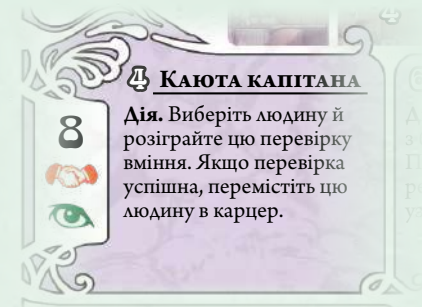 4 Каюта капітана
8
Дія. Виберіть людину й
розіграйте цю перевірку
вміння. Якщо перевірка
успішна, перемістіть цю
людину в карцер.